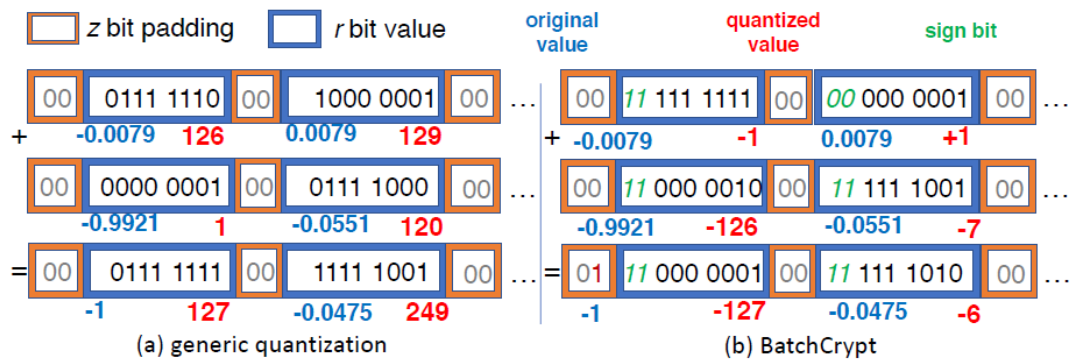 z bit padding r bit value original value quantized value sign bit
00 0111 1110 00 1000 0001 00 ...
+ -0.0079 126 0.0079 129
00 0000 0001 00 0111 1000 00 ...
-0.9921 1 -0.0551 120
= 00 0111 1111 00 1111 1001 00 ...
-1 127 -0.0475 249
(a) generic quantization
00 11 111 1111 00 00 000 0001 00 ...
+ -0.0079 -1 0.0079 +1
00 11 000 0010 00 11 111 1001 00 ...
-0.9921 -126 -0.0551 -7
= 01 11 000 0001 00 11 111 1010 00 ...
-1 -127 -0.0475 -6
(b) BatchCrypt